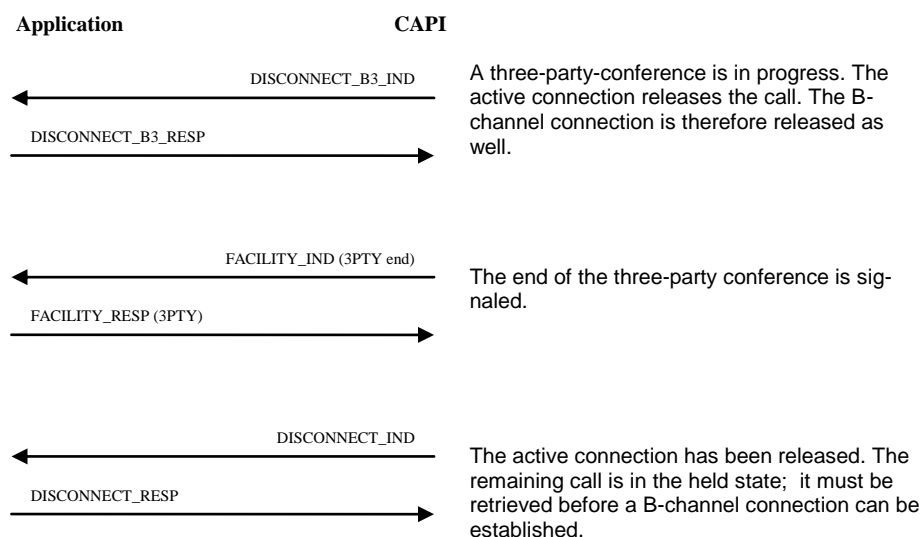 Application CAPI
DISCONNECT_B3_IND
DISCONNECT_B3_RESP
A three-party-conference is in progress. The
active connection releases the call. The B-
channel connection is therefore released as
well.
FACILITY_IND (3PTY end)
FACILITY_RESP (3PTY)
The end of the three-party conference is sig-
naled.
DISCONNECT_IND
DISCONNECT_RESP
The active connection has been released. The
remaining call is in the held state; it must be
retrieved before a B-channel connection can be
established.